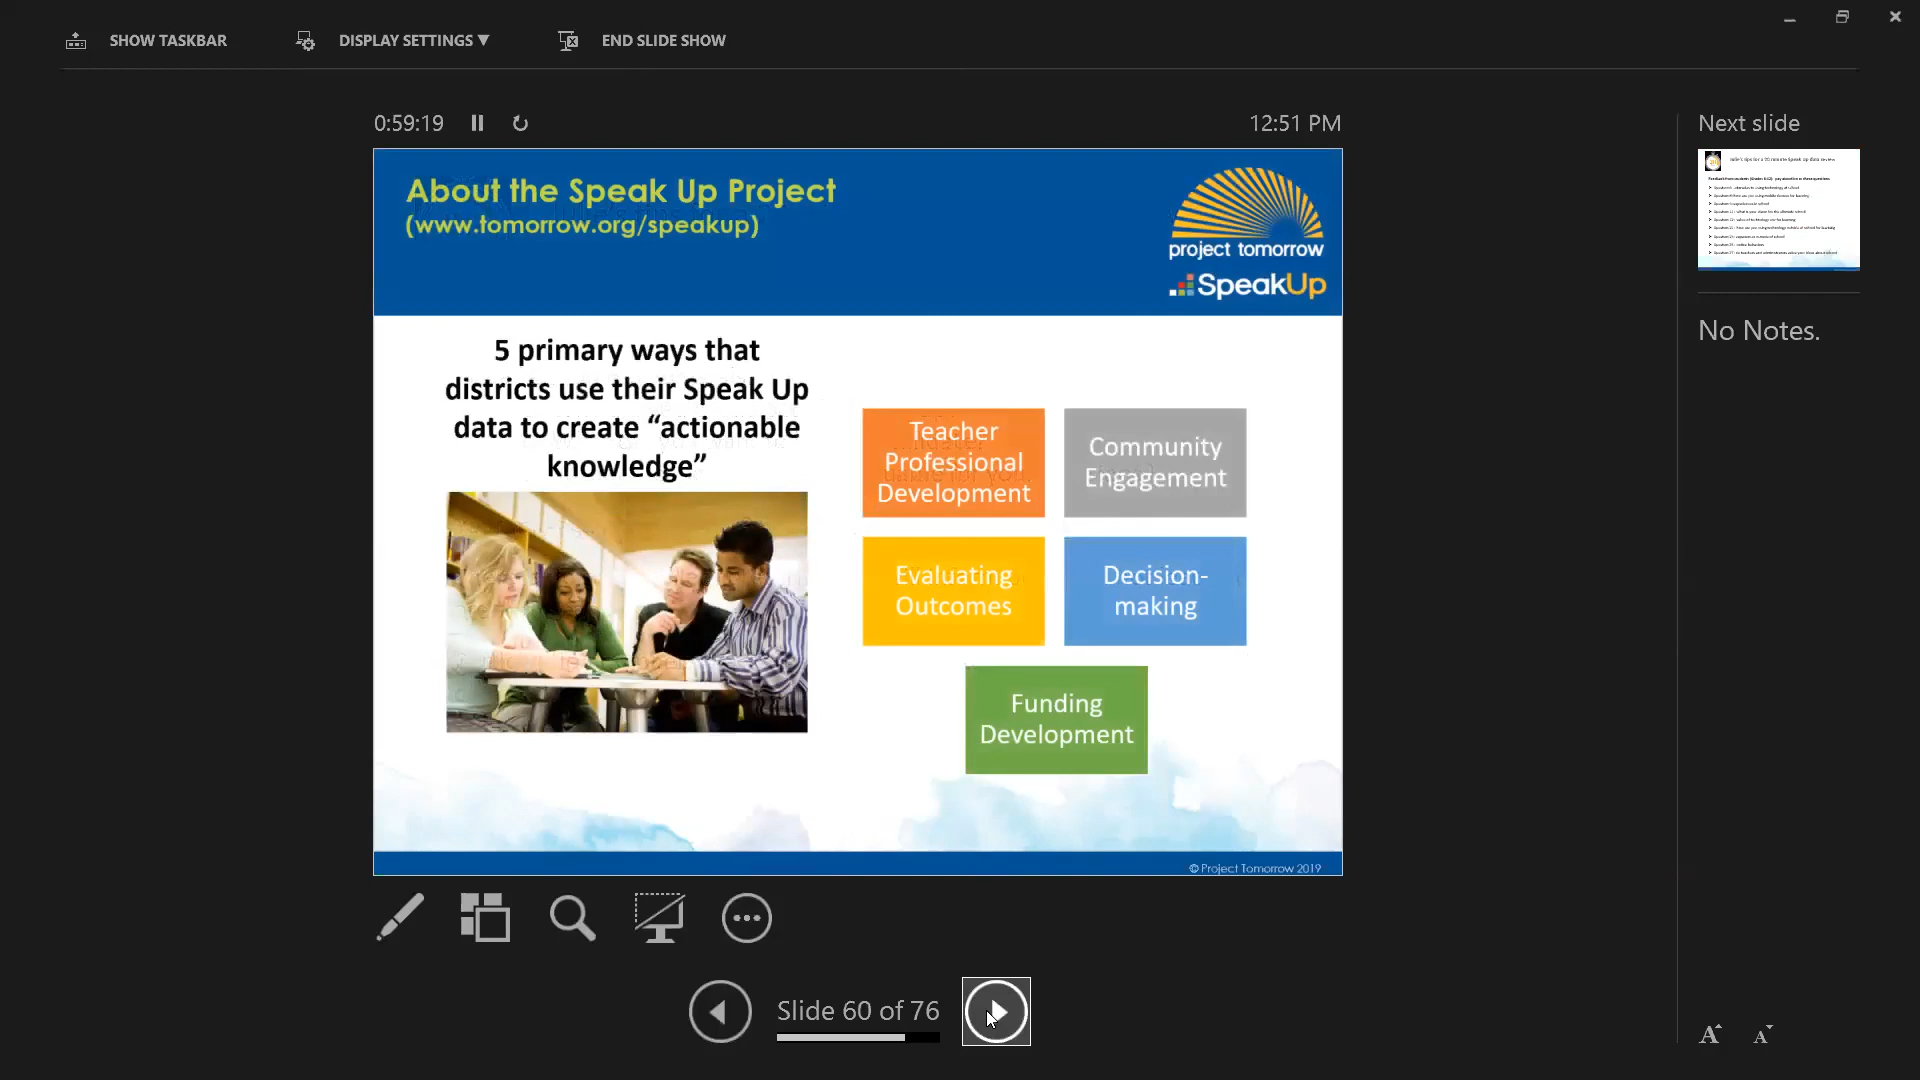 SHOW TASKBAR
DISPLAY SETTINGS ▼
END SLIDE SHOW
0:59:19
12:51 PM
Next slide
About the Speak Up Project
(www.tomorrow.org/speakup)
project tomorrow
SpeakUp
5 primary ways that
districts use their Speak Up
data to create “actionable
knowledge”
Teacher
Professional
Development
Community
Engagement
Evaluating
Outcomes
Decision-
making
Funding
Development
© Project Tomorrow 2019
No Notes.
Slide 60 of 76
A
A